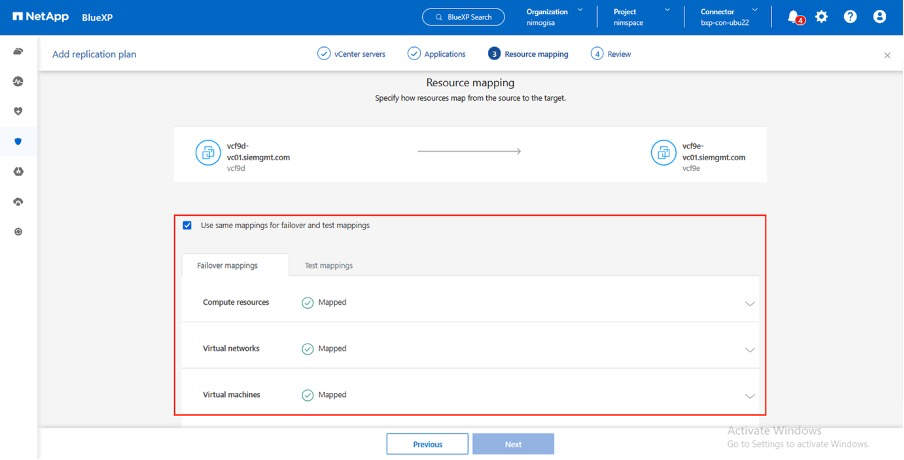 NetApp
BlueXP
BlueXP Search
Organization
nimogisa
Project
nimspace
Connector
bxp-con-ubu22
4
Add replication plan
vCenter servers
Applications
3 Resource mapping
4 Review
Resource mapping
Specify how resources map from the source to the target.
vcf9d-
vc01.siemgmt.com
vcf9d
vcf9e-
vc01.siemgmt.com
vcf9e
Use same mappings for failover and test mappings
Failover mappings
Test mappings
Compute resources
Mapped
Virtual networks
Mapped
Virtual machines
Mapped
Previous
Next
Activate Windows
Go to Settings to activate Windows.